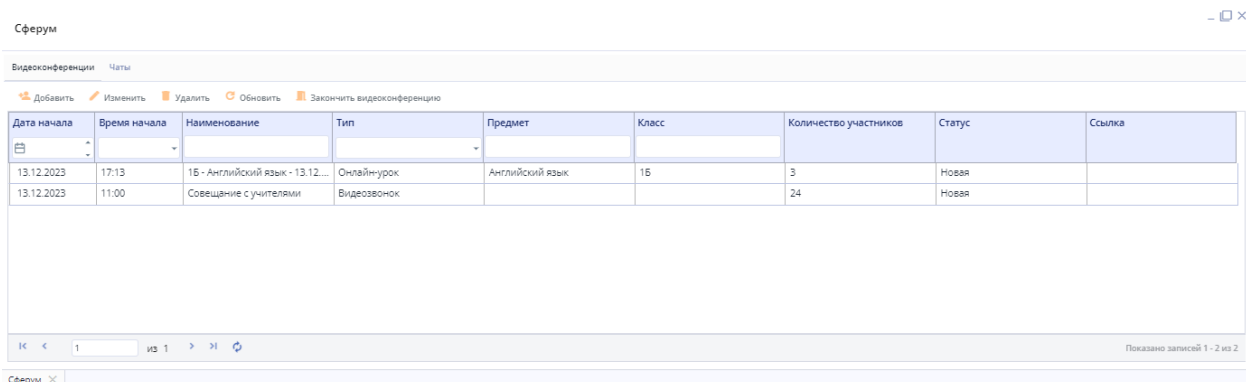 Сферум
Видеоконференции Чаты
Добавить Изменить Удалить Обновить Закончить видеоконференцию
Дата начала Время начала Наименование Тип Предмет Класс Количество участников Статус Ссылка
13.12.2023 17:13 1Б - Английский язык - 13.12.... Онлайн-урок Английский язык 1Б 3 Новая
13.12.2023 11:00 Совещание с учителями Видеозвонок 24 Новая
1 из 1 Показано записей 1 - 2 из 2
Сферум